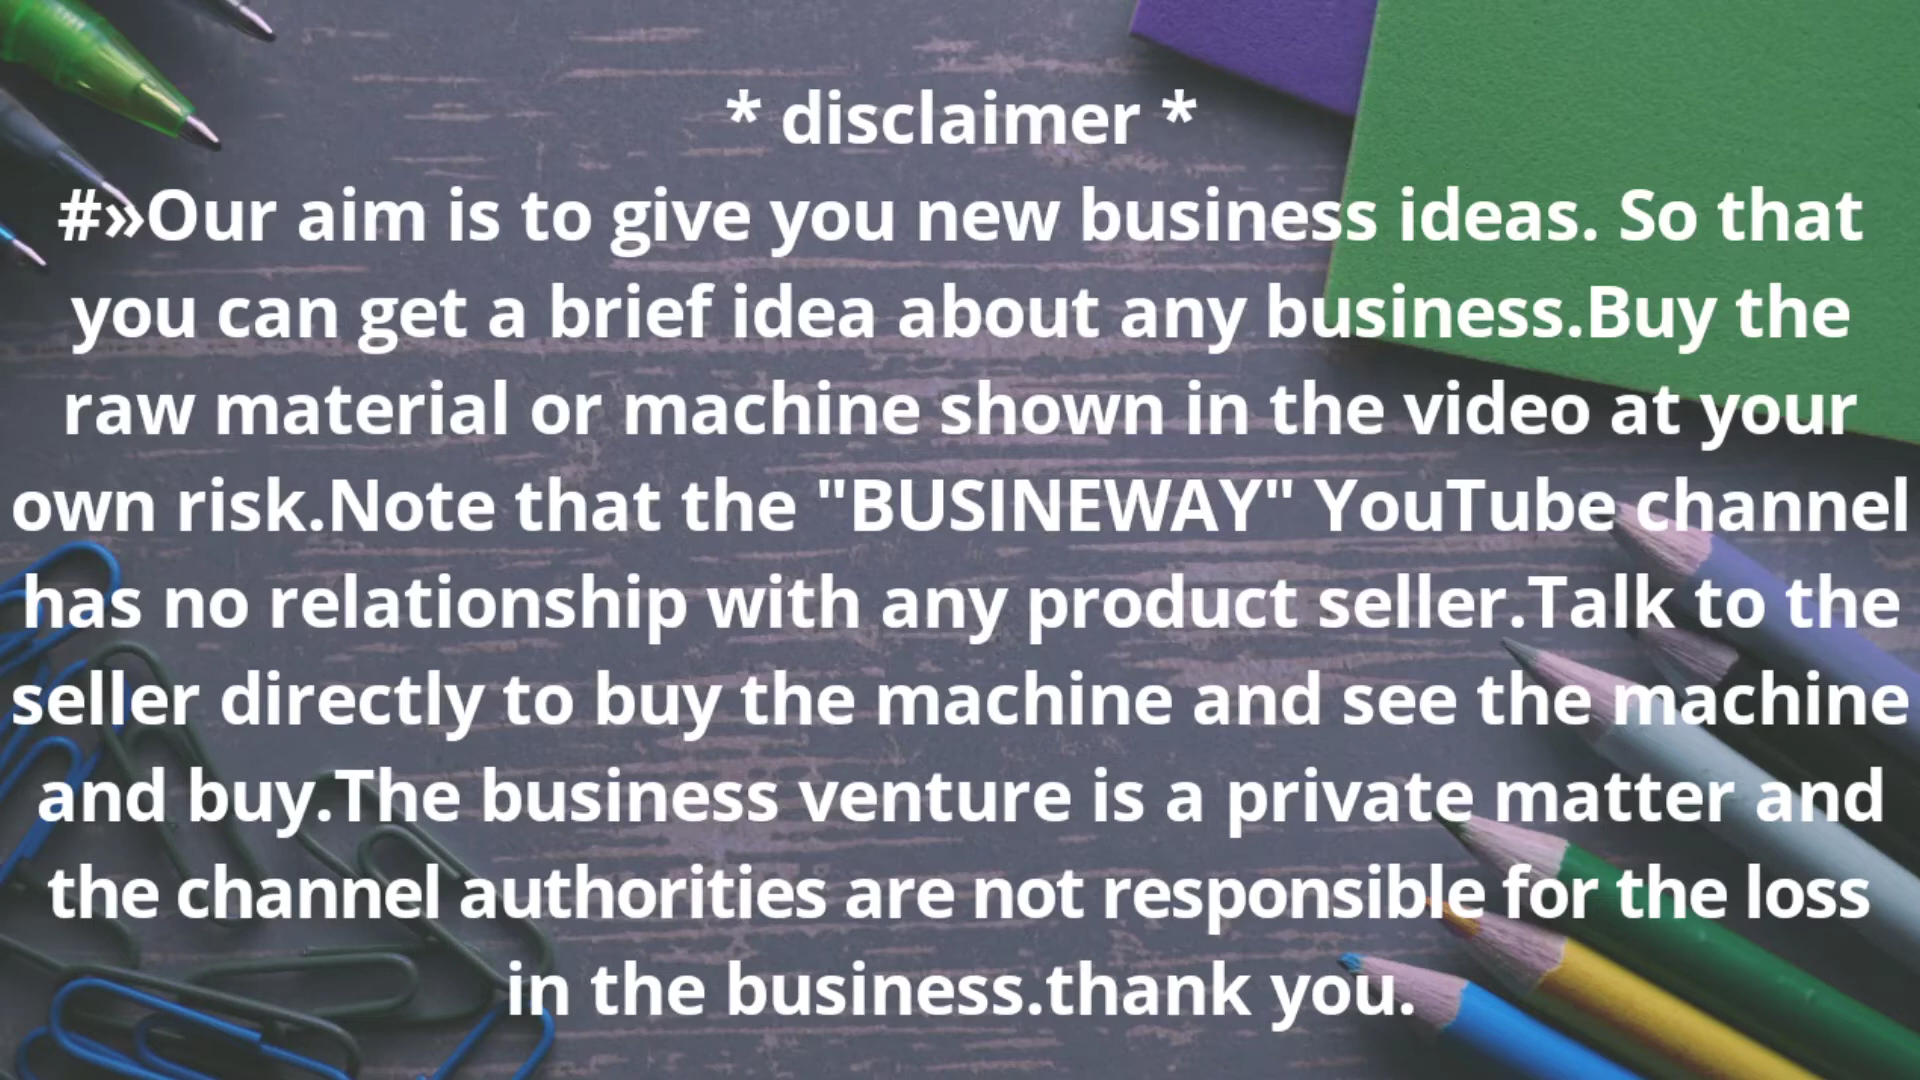 * disclaimer *
#»Our aim is to give you new business ideas. So that
you can get a brief idea about any business.Buy the
raw material or machine shown in the video at your
own risk.Note that the "BUSINEWAY" YouTube channel
has no relationship with any product seller.Talk to the
seller directly to buy the machine and see the machine
and buy.The business venture is a private matter and
the channel authorities are not responsible for the loss
in the business.thank you.